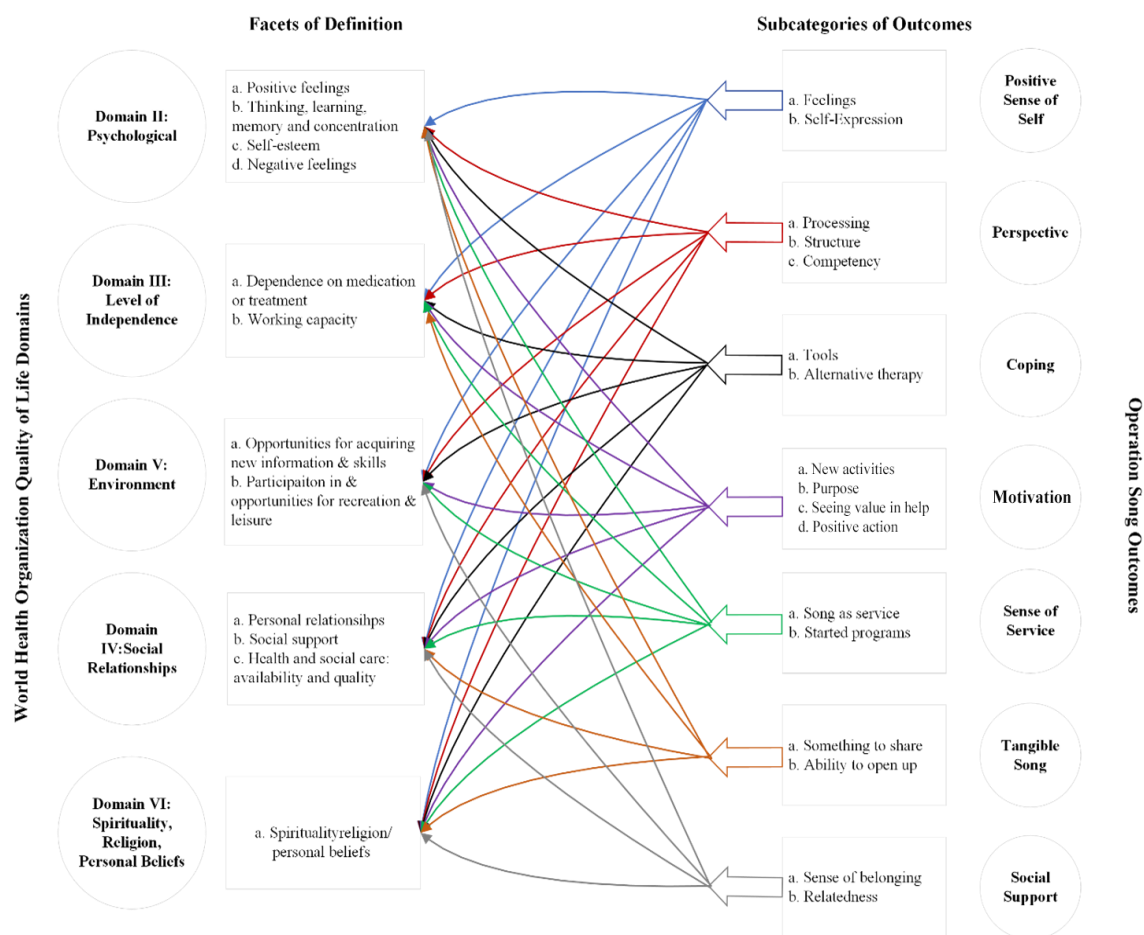 Facets of Definition
Subcategories of Outcomes
World Health Organization Quality of Life Domains
Domain II:
Psychological
a. Positive feelings
b. Thinking, learning,
memory and concentration
c. Self-esteem
d. Negative feelings
a. Feelings
b. Self-Expression
Positive
Sense of
Self
Domain III:
Level of
Independence
a. Dependence on medication
or treatment
b. Working capacity
a. Processing
b. Structure
c. Competency
Perspective
a. Tools
b. Alternative therapy
Coping
Domain V:
Environment
a. Opportunities for acquiring
new information & skills
b. Participaiton in &
opportunities for recreation &
leisure
a. New activities
b. Purpose
c. Seeing value in help
d. Positive action
Motivation
Domain
IV:Social
Relationships
a. Personal relationsihps
b. Social support
c. Health and social care:
availability and quality
a. Song as service
b. Started programs
Sense of
Service
a. Something to share
b. Ability to open up
Tangible
Song
Domain VI:
Spirituality,
Religion,
Personal Beliefs
a. Spiritualityreligion/
personal beliefs
a. Sense of belonging
b. Relatedness
Social
Support
Operation Song Outcomes